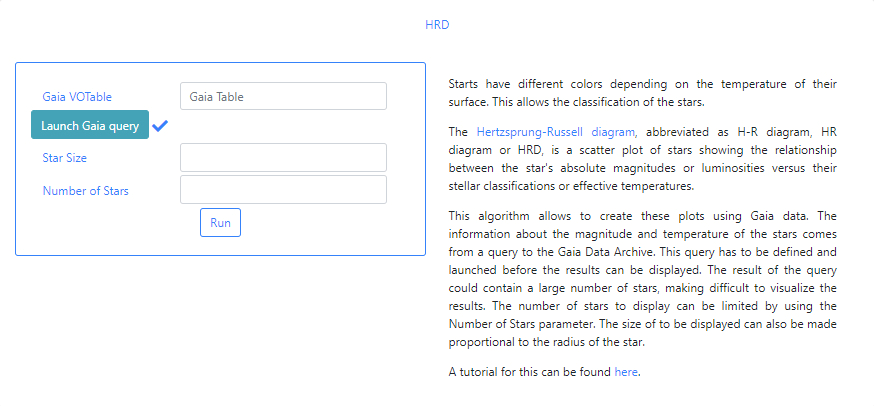 HRD
Gaia VOTable
Gaia Table
Launch Gaia query
Star Size
Number of Stars
Run
Starts have different colors depending on the temperature of their
surface. This allows the classification of the stars.
The Hertzsprung-Russell diagram, abbreviated as H-R diagram, HR
diagram or HRD, is a scatter plot of stars showing the relationship
between the star's absolute magnitudes or luminosities versus their
stellar classifications or effective temperatures.
This algorithm allows to create these plots using Gaia data. The
information about the magnitude and temperature of the stars comes
from a query to the Gaia Data Archive. This query has to be defined and
launched before the results can be displayed. The result of the query
could contain a large number of stars, making difficult to visualize the
results. The number of stars to display can be limited by using the
Number of Stars parameter. The size of to be displayed can also be made
proportional to the radius of the star.
A tutorial for this can be found here.